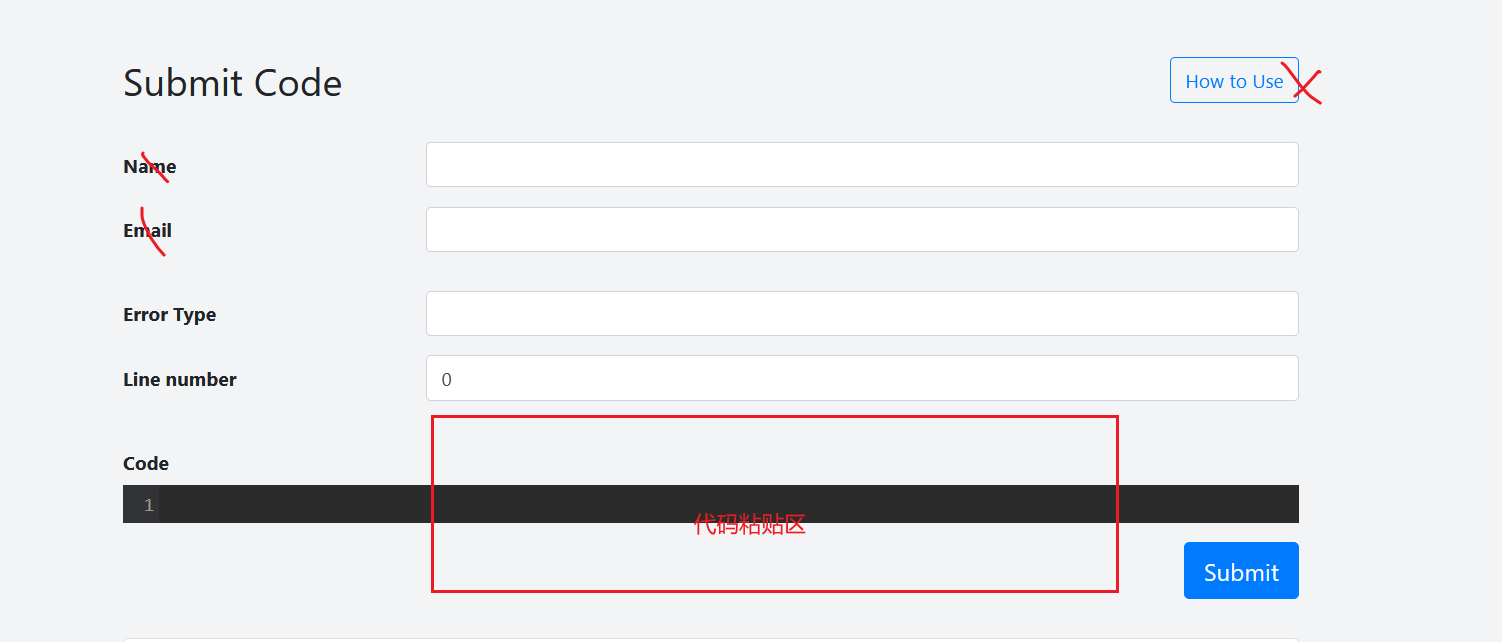 Submit Code
How to Use
Name
Email
Error Type
Line number
0
Code
1
代码粘贴区
Submit